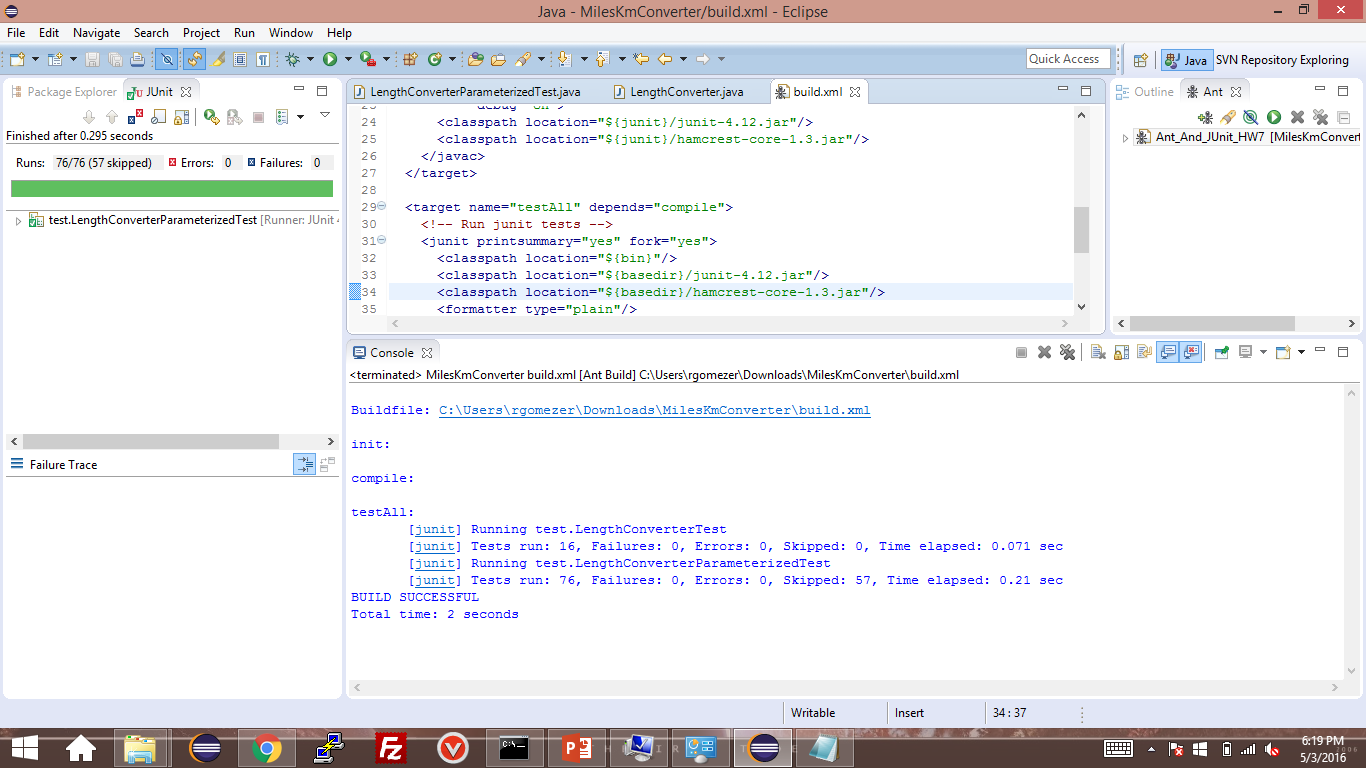 Java - MilesKmConverter/build.xml - Eclipse
File Edit Navigate Search Project Run Window Help
Quick Access
Java
SVN Repository Exploring
Package Explorer
JUnit
Finished after 0.295 seconds
Runs: 76/76 (57 skipped) Errors: 0 Failures: 0
test.LengthConverterParameterizedTest [Runner: JUnit 4
Failure Trace
LengthConverterParameterizedTest.java
LengthConverter.java
build.xml
23 debug="on">
24 <classpath location="${junit}/junit-4.12.jar"/>
25 <classpath location="${junit}/hamcrest-core-1.3.jar"/>
26 </javac>
27 </target>
28
29 <target name="testAll" depends="compile">
30 <!-- Run junit tests -->
31 <junit printsummary="yes" fork="yes">
32 <classpath location="${bin}"/>
33 <classpath location="${basedir}/junit-4.12.jar"/>
34 <classpath location="${basedir}/hamcrest-core-1.3.jar"/>
35 <formatter type="plain"/>
Outline
Ant
Ant_And_JUnit_HW7 [MilesKmConvert
Console
<terminated> MilesKmConverter build.xml [Ant Build] C:\Users\rgomezer\Downloads\MilesKmConverter\build.xml
Buildfile: C:\Users\rgomezer\Downloads\MilesKmConverter\build.xml
init:
compile:
testAll:
[junit] Running test.LengthConverterTest
[junit] Tests run: 16, Failures: 0, Errors: 0, Skipped: 0, Time elapsed: 0.071 sec
[junit] Running test.LengthConverterParameterizedTest
[junit] Tests run: 76, Failures: 0, Errors: 0, Skipped: 57, Time elapsed: 0.21 sec
BUILD SUCCESSFUL
Total time: 2 seconds
Writable
Insert
34 : 37
6:19 PM
5/3/2016